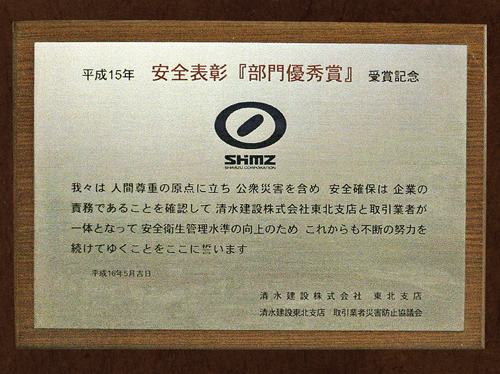 平成15年 安全表彰『部門優秀賞』 受賞記念
SHIMZ
SHIMIZU CORPORATION
我々は 人間尊重の原点に立ち 公衆災害を含め 安全確保は 企業の
責務であることを確認して 清水建設株式会社東北支店と取引業者が
一体となって 安全衛生管理水準の向上のため これからも不断の努力を
続けてゆくことをここに誓います
平成16年5月吉日
清水建設株式会社 東北支店
清水建設東北支店 取引業者災害防止協議会